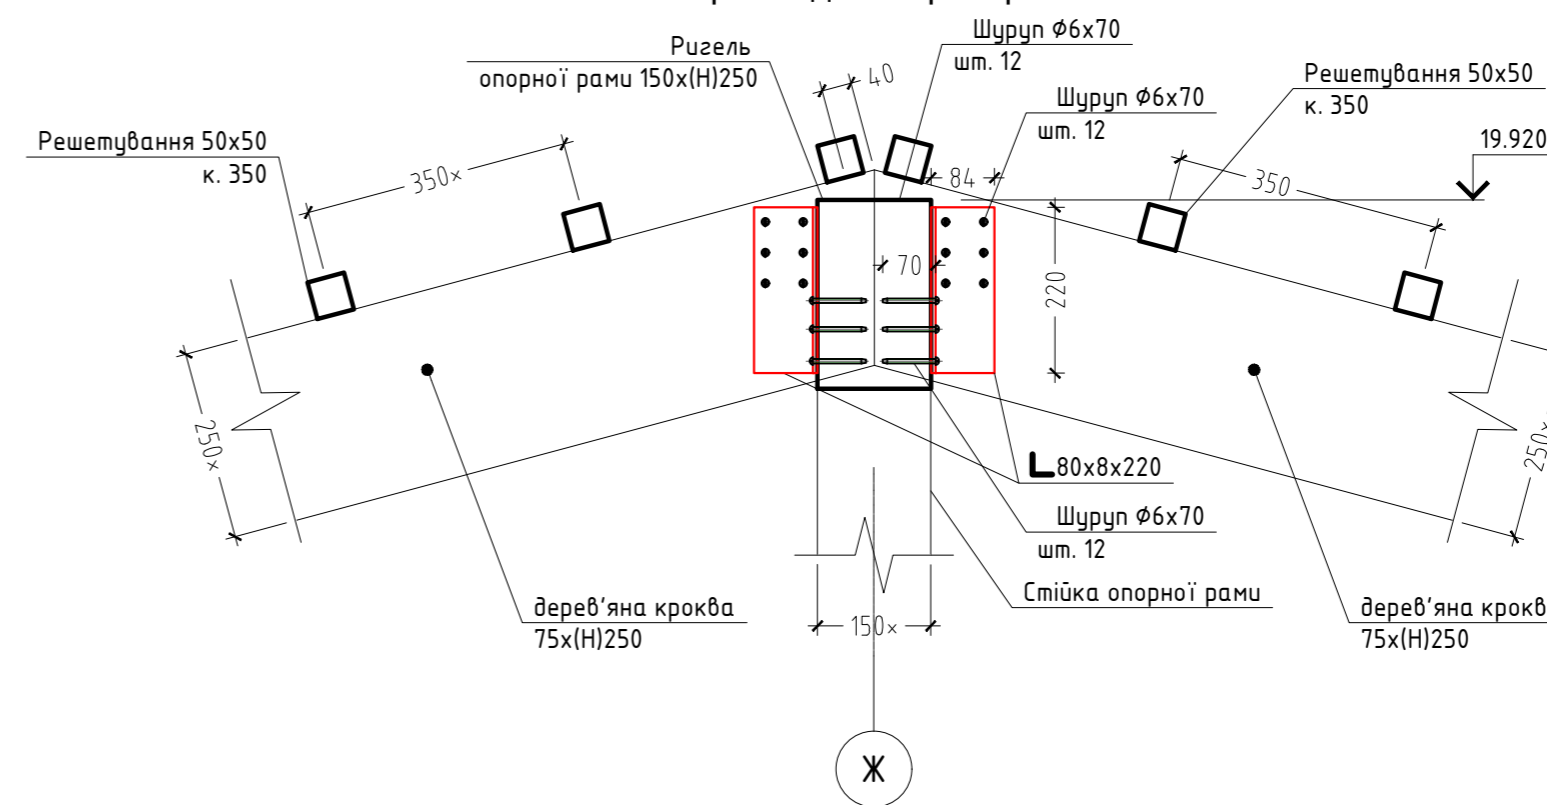 Ригель
опорної рами 150х(Н)250
Шуруп Ф6х70
шт. 12
40
Шуруп Ф6х70
шт. 12
Решетування 50х50
к. 350
Решетування 50х50
к. 350
19.920
350×
84
350
70
220
250×
250×
80х8х220
Шуруп Ф6х70
шт. 12
Стійка опорної рами
дерев'яна кроква
75х(Н)250
150×
дерев'яна крокв
75х(Н)250
Ж